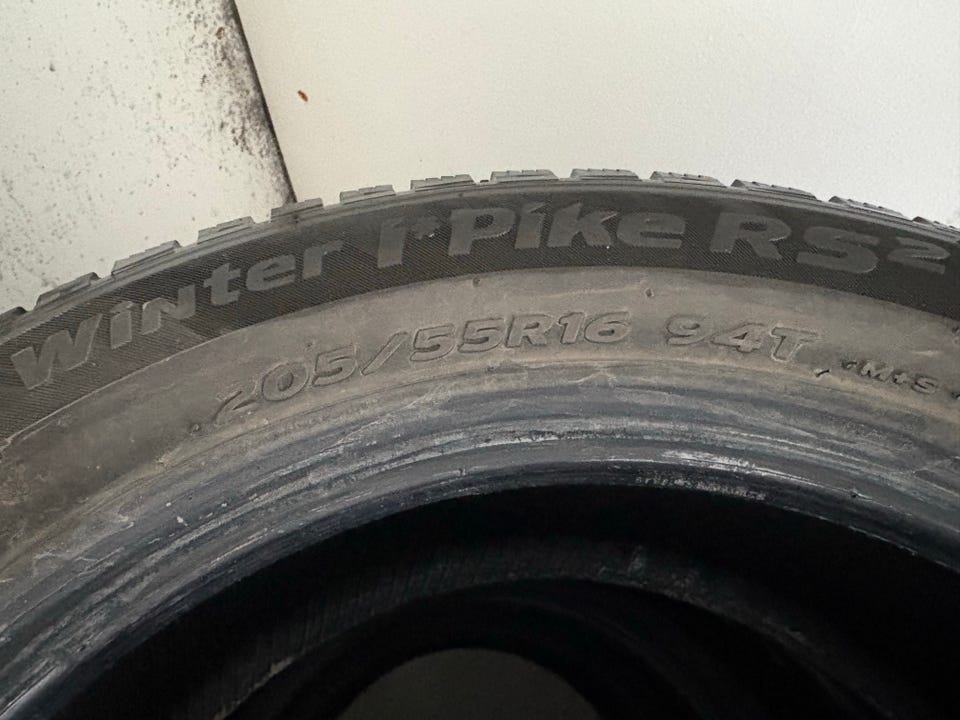 Winter i*Pike RS2
205/55R16 94T M+S